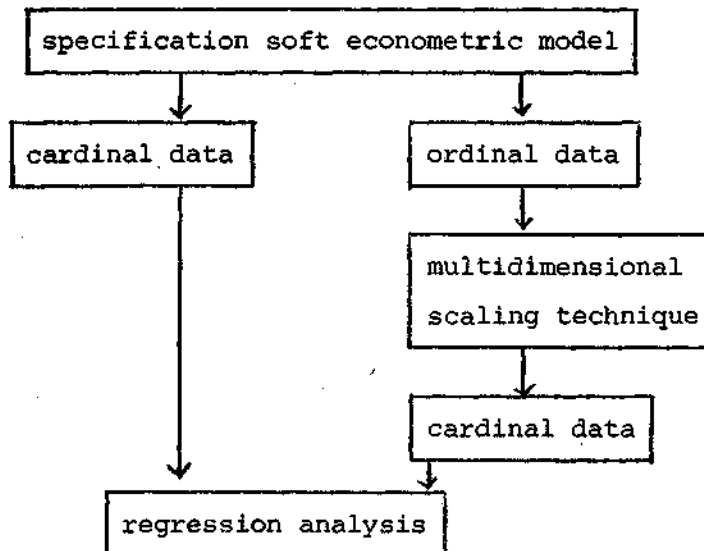 specification soft econometric model
cardinal data
ordinal data
multidimensional
scaling technique
cardinal data
regression analysis